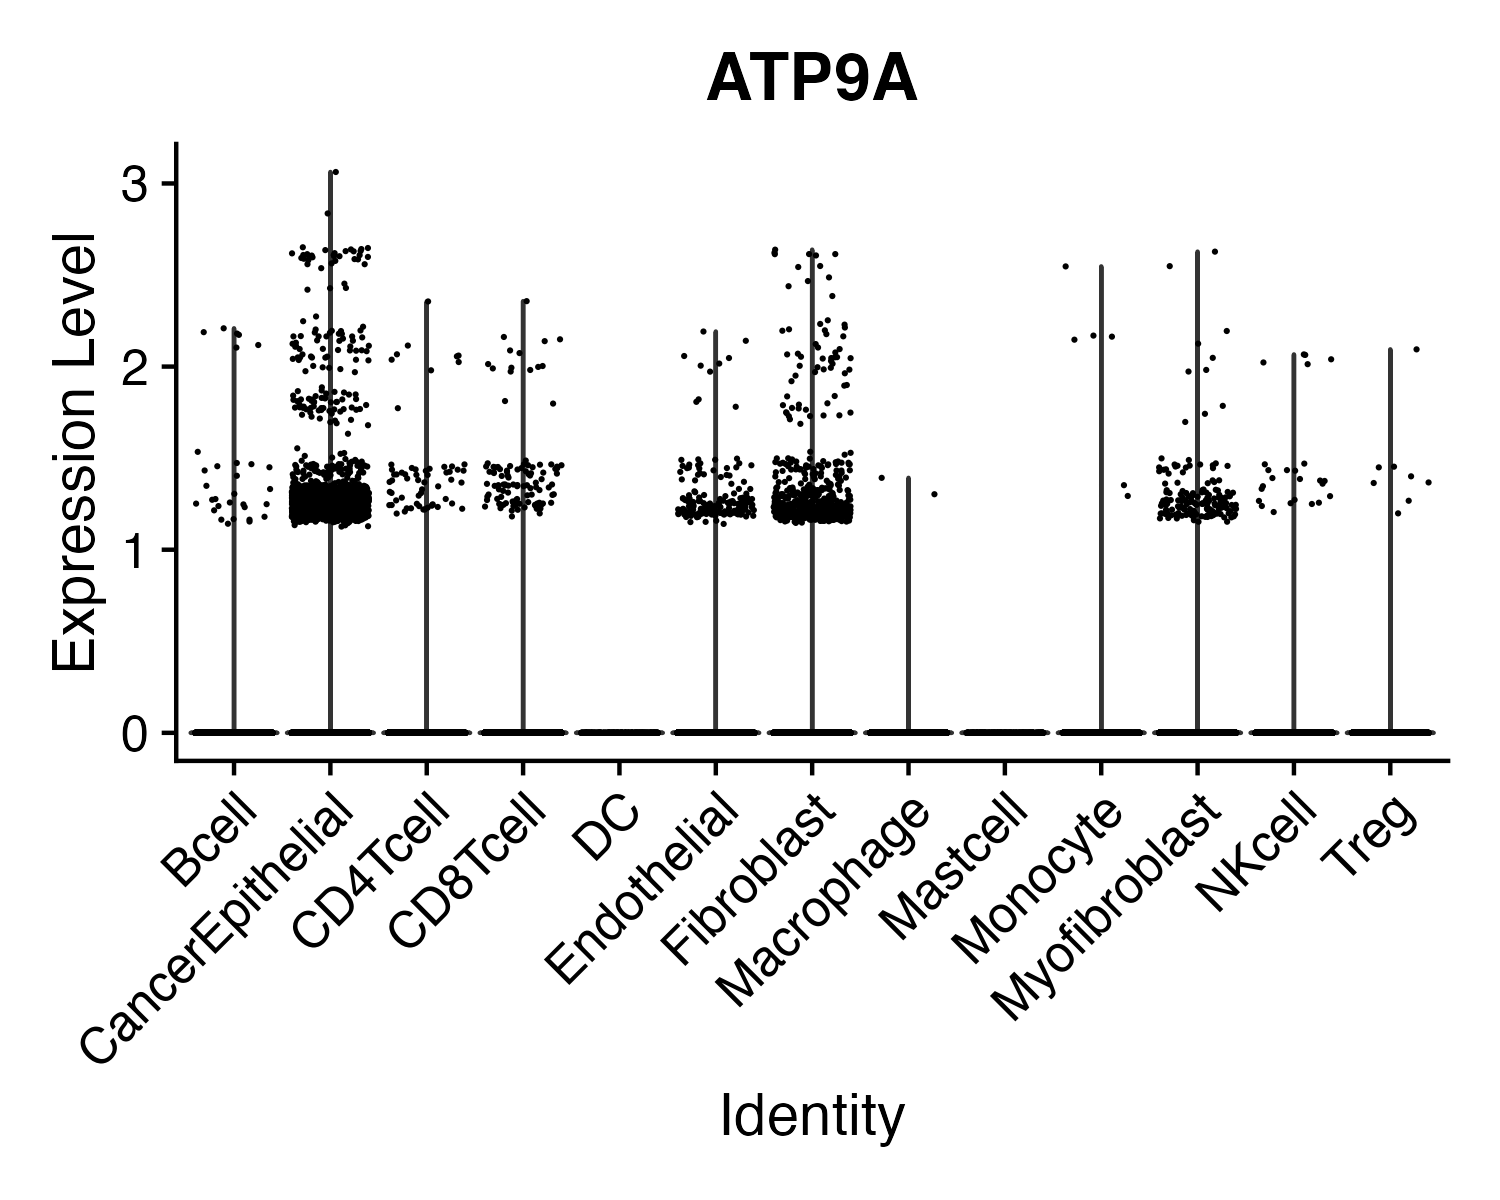 ATP9A
Expression Level
3
2
1
0
Bcell
CancerEpithelial
CD4Tcell
CD8Tcell
DC
Endothelial
Fibroblast
Macrophage
Mastcell
Monocyte
Myofibroblast
NKcell
Treg
Identity